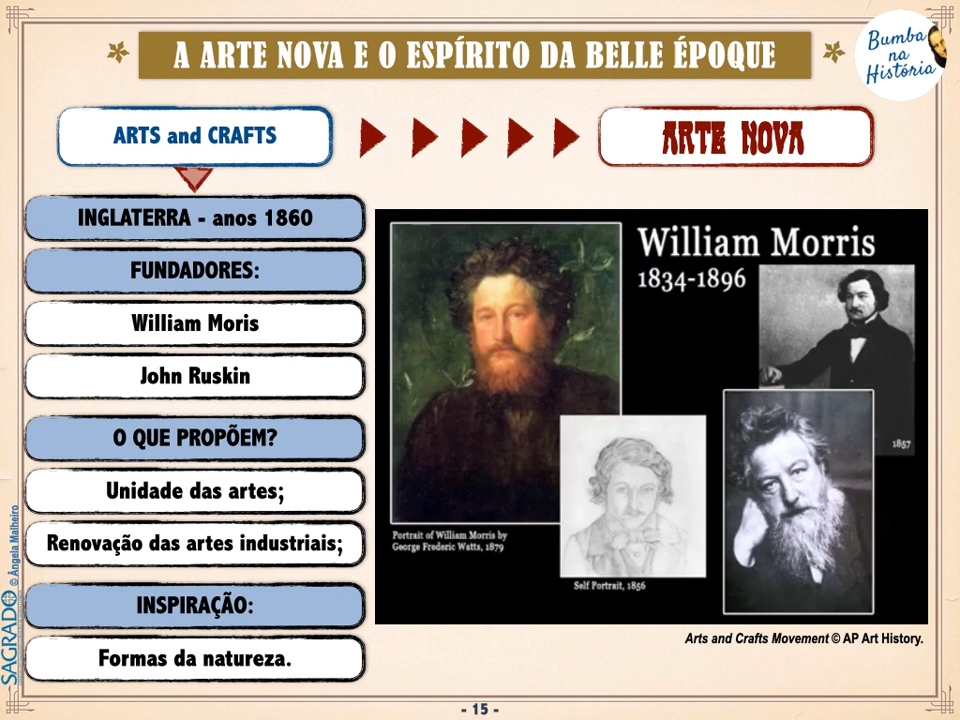 A ARTE NOVA E O ESPÍRITO DA BELLE ÉPOQUE
Bumba
na
História
ARTS and CRAFTS
ARTE NOVA
INGLATERRA - anos 1860
FUNDADORES:
William Moris
John Ruskin
O QUE PROPÕEM?
Unidade das artes;
Renovação das artes industriais;
INSPIRAÇÃO:
Formas da natureza.
William Morris
1834-1896
1857
Portrait of William Morris by
George Frederic Watts, 1879
Self Portrait, 1856
Arts and Crafts Movement © AP Art History.
SAGRADO © Ângela Malheiro
- 15 -